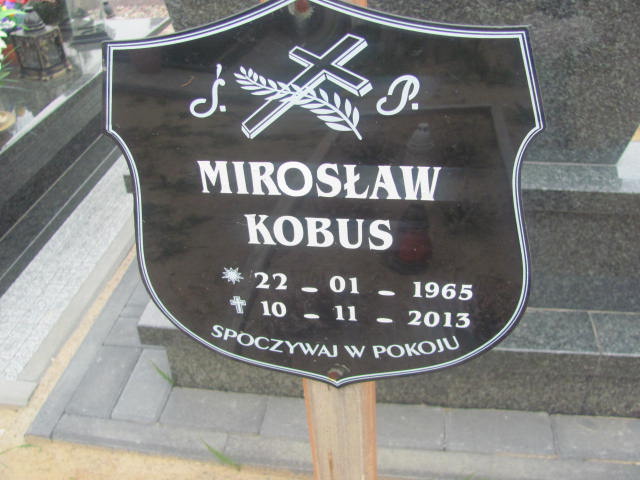 Ś. P.
MIROSŁAW
KOBUS
22 - 01 - 1965
10 - 11 - 2013
SPOCZYWAJ W POKOJU